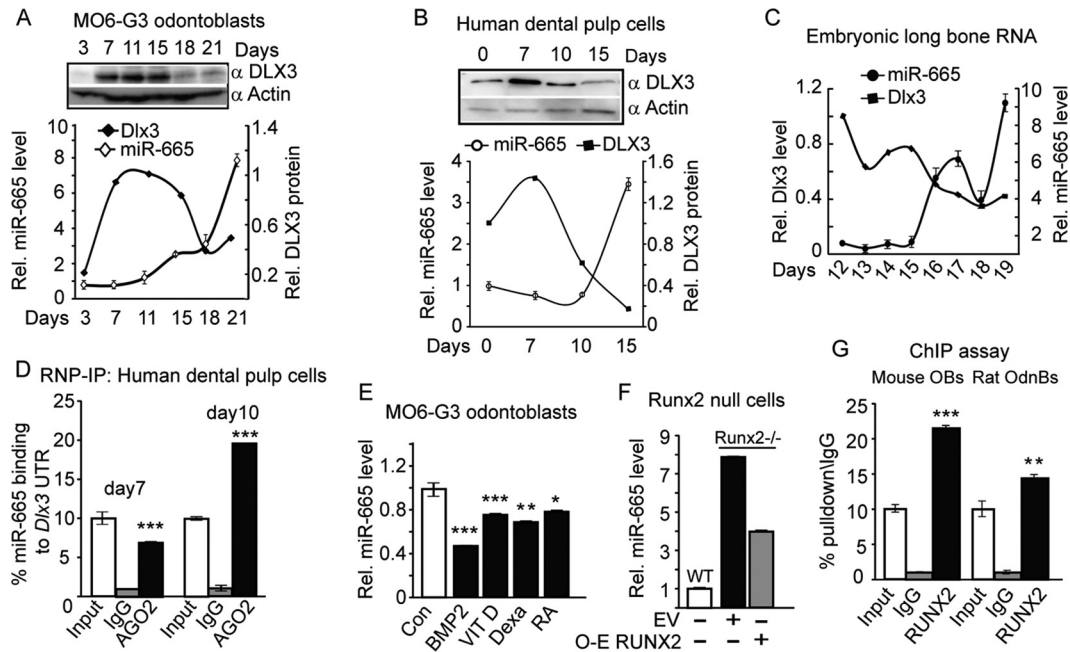 A
MO6-G3 odontoblasts
3 7 11 15 18 21 Days
α DLX3
α Actin
Dlx3
miR-665
Rel. miR-665 level
10
8
6
4
2
0
1.4
1
0.6
0.2
Rel. DLX3 protein
Days 3 7 11 15 18 21
B
Human dental pulp cells
0 7 10 15 Days
α DLX3
α Actin
miR-665 DLX3
Rel. miR-665 level
4
3
2
1
0
1.6
1.4
1.2
1.0
0.8
0.6
0.4
0.2
0
Rel. DLX3 protein
Days 0 7 10 15
C
Embryonic long bone RNA
miR-665
Dlx3
Rel. Dlx3 level
1.2
0.8
0.4
0
10
8
6
4
2
Rel. miR-665 level
Days 12 13 14 15 16 17 18 19
D
RNP-IP: Human dental pulp cells
% miR-665 binding
to Dlx3 UTR
25
20
15
10
5
0
day7
day10
***
***
Input IgG AGO2 Input IgG AGO2
E
MO6-G3 odontoblasts
Rel. miR-665 level
1.2
0.8
0.4
0
*** *** ** *
Con BMP2 VIT D Dexa RA
F
Runx2 null cells
Runx2-/-
Rel. miR-665 level
9
7
5
3
1
WT
EV − + −
O-E RUNX2 − − +
G
ChIP assay
Mouse OBs Rat OdnBs
% pulldown\IgG
25
20
15
10
5
0
***
**
Input IgG RUNX2 Input IgG RUNX2